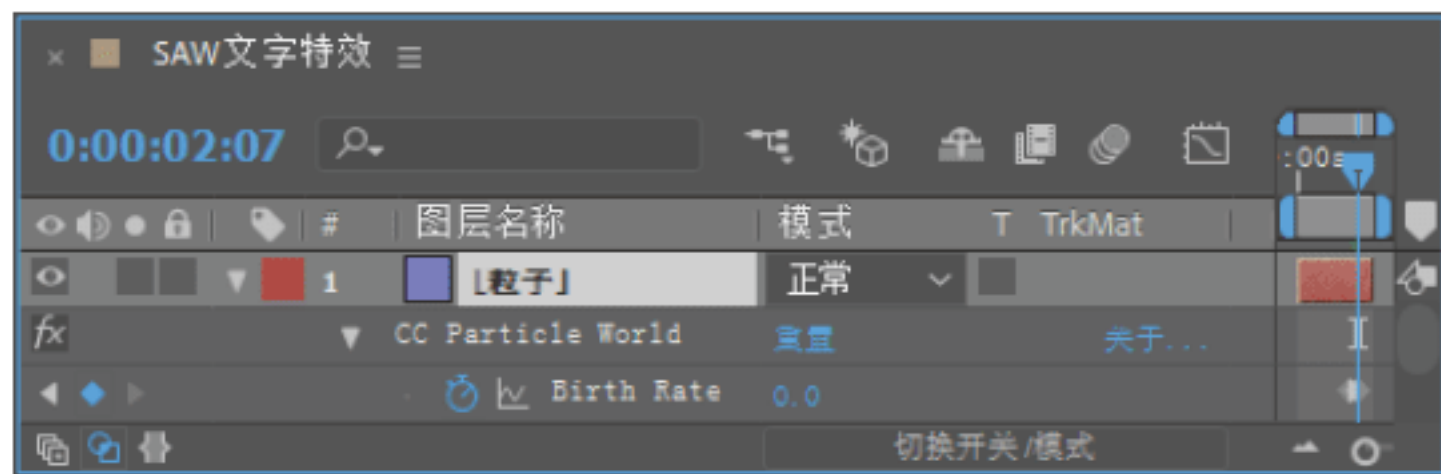 SAW文字特效
0:00:02:07
:00s
# 图层名称 模式 T TrkMat
1 [粒子] 正常
fx CC Particle World 重置 关于...
Birth Rate 0.0
切换开关/模式